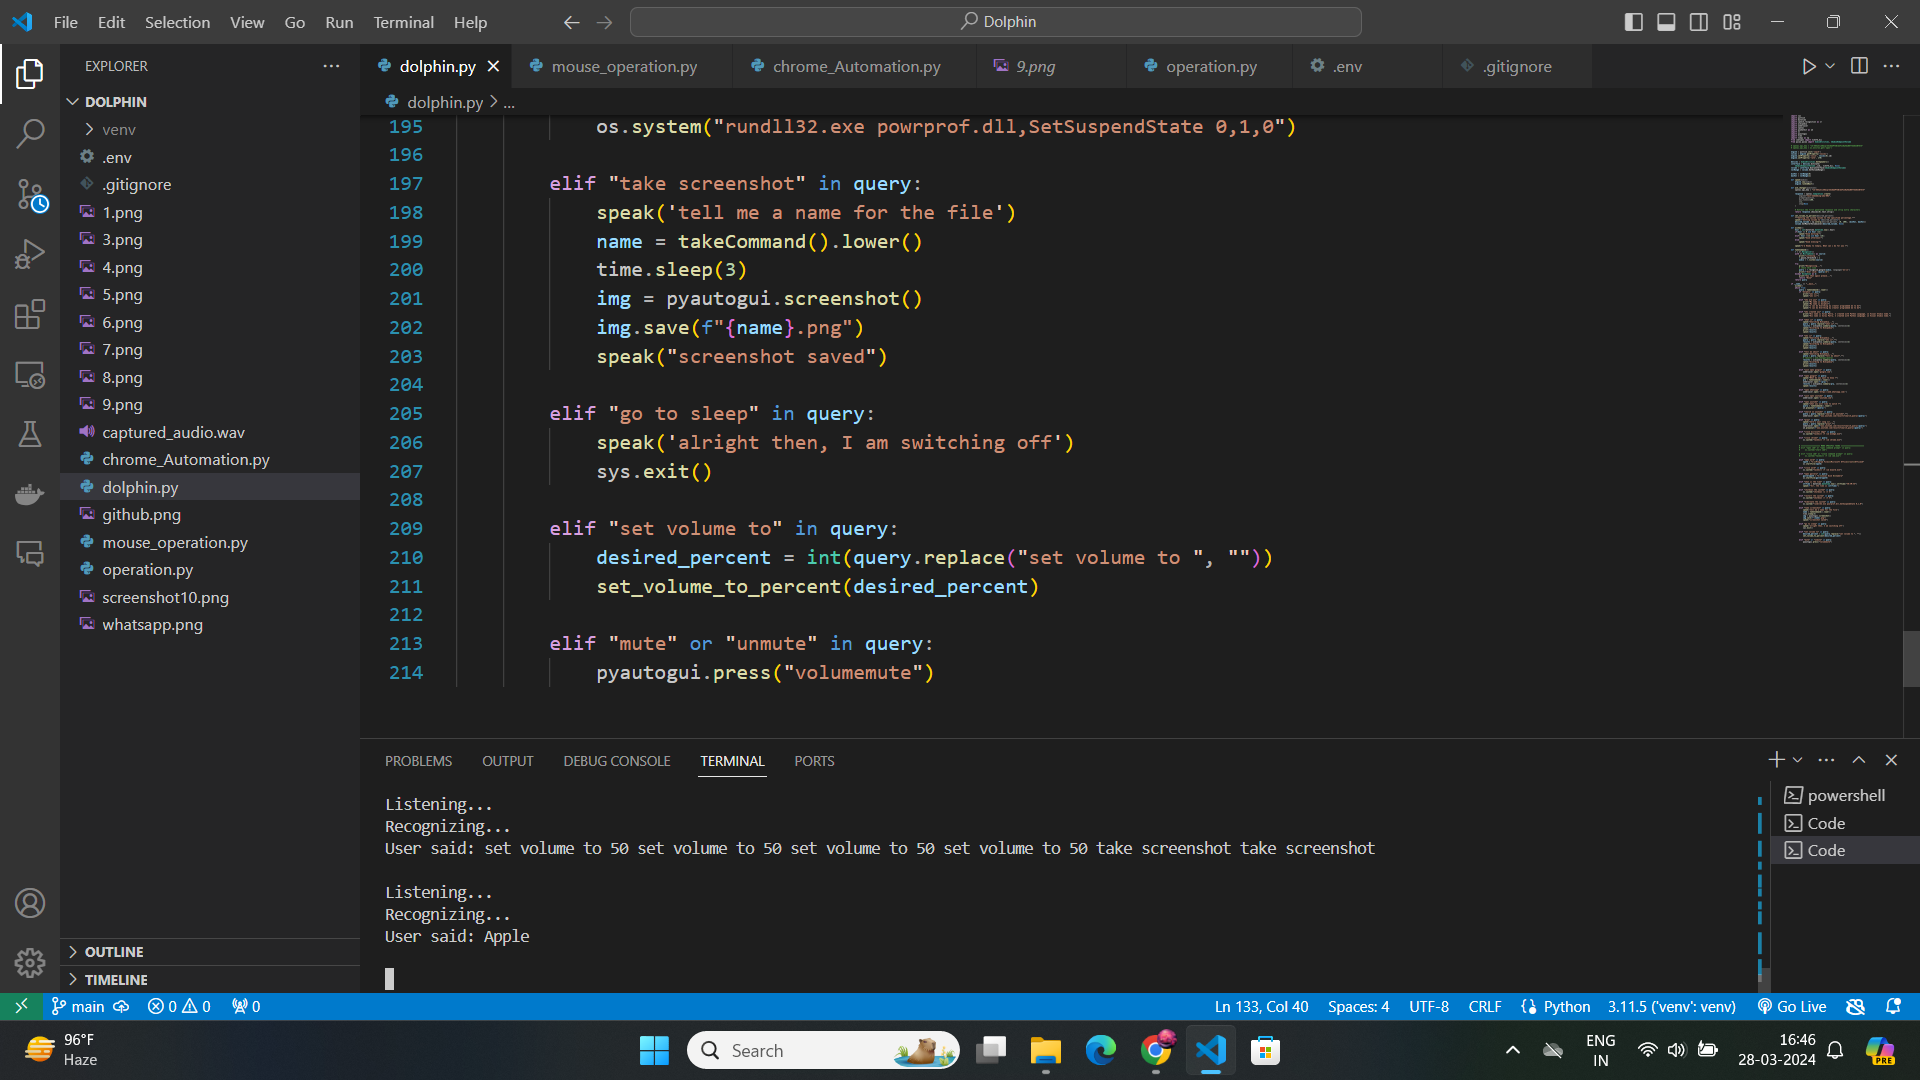 File Edit Selection View Go Run Terminal Help
Dolphin
EXPLORER
DOLPHIN
venv
.env
.gitignore
1.png
3.png
4.png
5.png
6.png
7.png
8.png
9.png
captured_audio.wav
chrome_Automation.py
dolphin.py
github.png
mouse_operation.py
operation.py
screenshot10.png
whatsapp.png
OUTLINE
TIMELINE
dolphin.py mouse_operation.py chrome_Automation.py 9.png operation.py .env .gitignore
dolphin.py > ...
195 os.system("rundll32.exe powrprof.dll,SetSuspendState 0,1,0")
196
197 elif "take screenshot" in query:
198 speak('tell me a name for the file')
199 name = takeCommand().lower()
200 time.sleep(3)
201 img = pyautogui.screenshot()
202 img.save(f"{name}.png")
203 speak("screenshot saved")
204
205 elif "go to sleep" in query:
206 speak('alright then, I am switching off')
207 sys.exit()
208
209 elif "set volume to" in query:
210 desired_percent = int(query.replace("set volume to ", ""))
211 set_volume_to_percent(desired_percent)
212
213 elif "mute" or "unmute" in query:
214 pyautogui.press("volumemute")
PROBLEMS OUTPUT DEBUG CONSOLE TERMINAL PORTS
Listening...
Recognizing...
User said: set volume to 50 set volume to 50 set volume to 50 set volume to 50 take screenshot take screenshot
Listening...
Recognizing...
User said: Apple
powershell
Code
Code
main 0 0 0 Ln 133, Col 40 Spaces: 4 UTF-8 CRLF Python 3.11.5 ('venv': venv) Go Live
96°F
Haze
Search
ENG
IN
16:46
28-03-2024
PRE